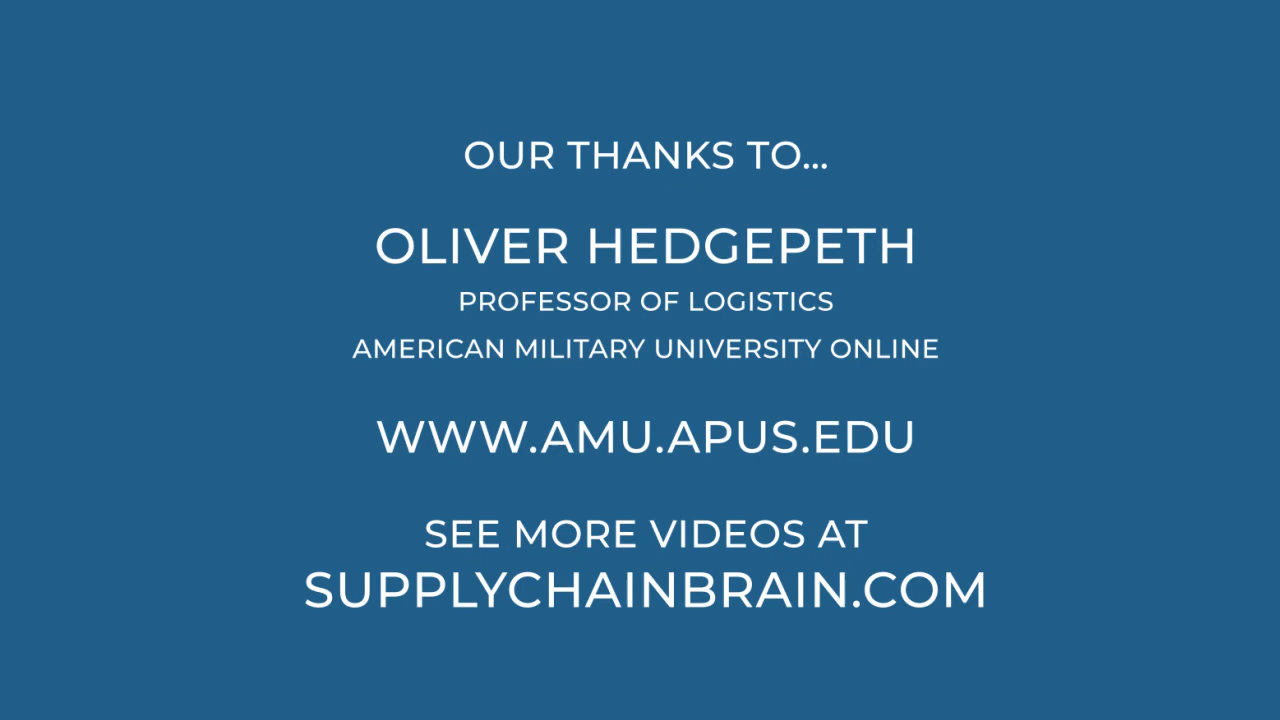 OUR THANKS TO...
OLIVER HEDGEPETH
PROFESSOR OF LOGISTICS
AMERICAN MILITARY UNIVERSITY ONLINE
WWW.AMU.APUS.EDU
SEE MORE VIDEOS AT
SUPPLYCHAINBRAIN.COM